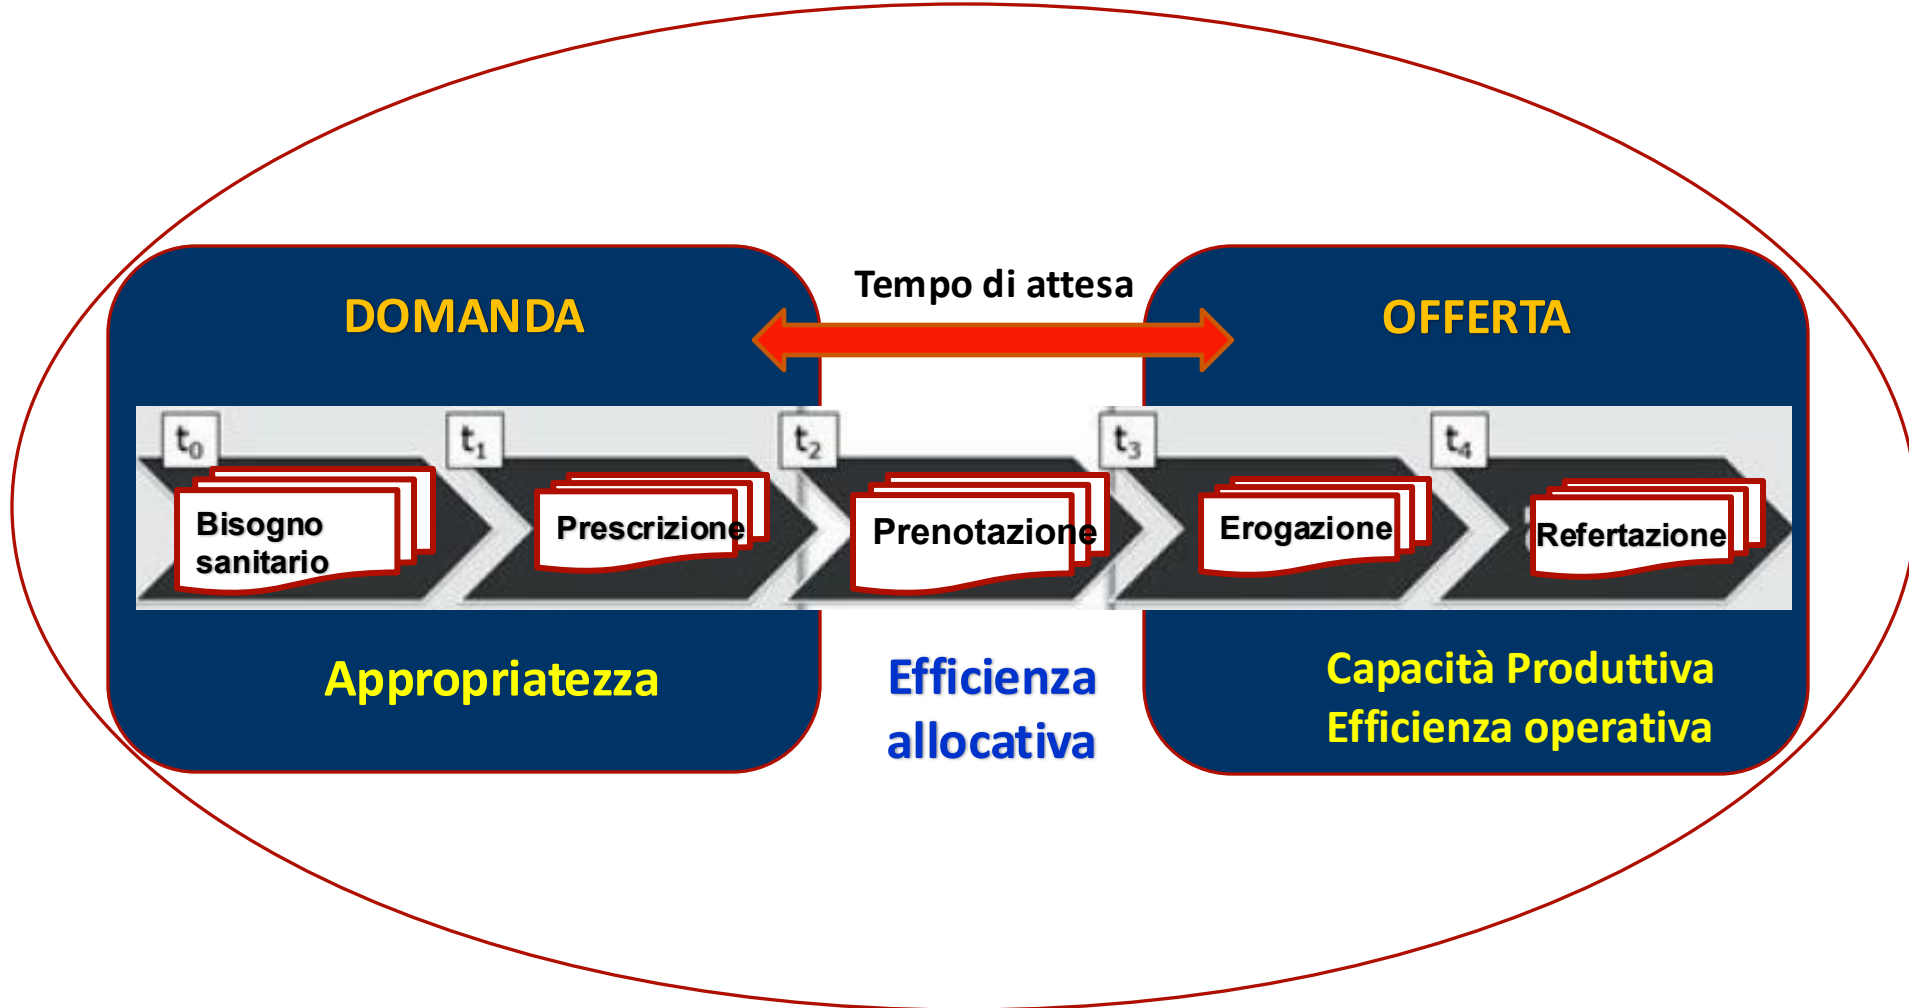 Tempo di attesa
DOMANDA
OFFERTA
t0
t1
t2
t3
t4
Bisogno
sanitario
Prescrizione
Prenotazione
Erogazione
Refertazione
Appropriatezza
Efficienza
allocativa
Capacità Produttiva
Efficienza operativa